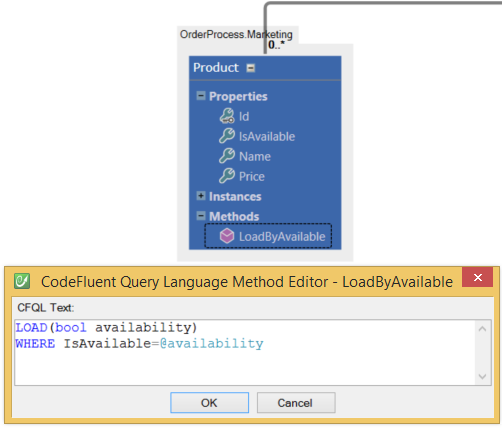 OrderProcess.Marketing
0..*
Product
Properties
Id
IsAvailable
Name
Price
Instances
Methods
LoadByAvailable
CodeFluent Query Language Method Editor - LoadByAvailable
CFQL Text:
LOAD(bool availability)
WHERE IsAvailable=@availability
OK Cancel